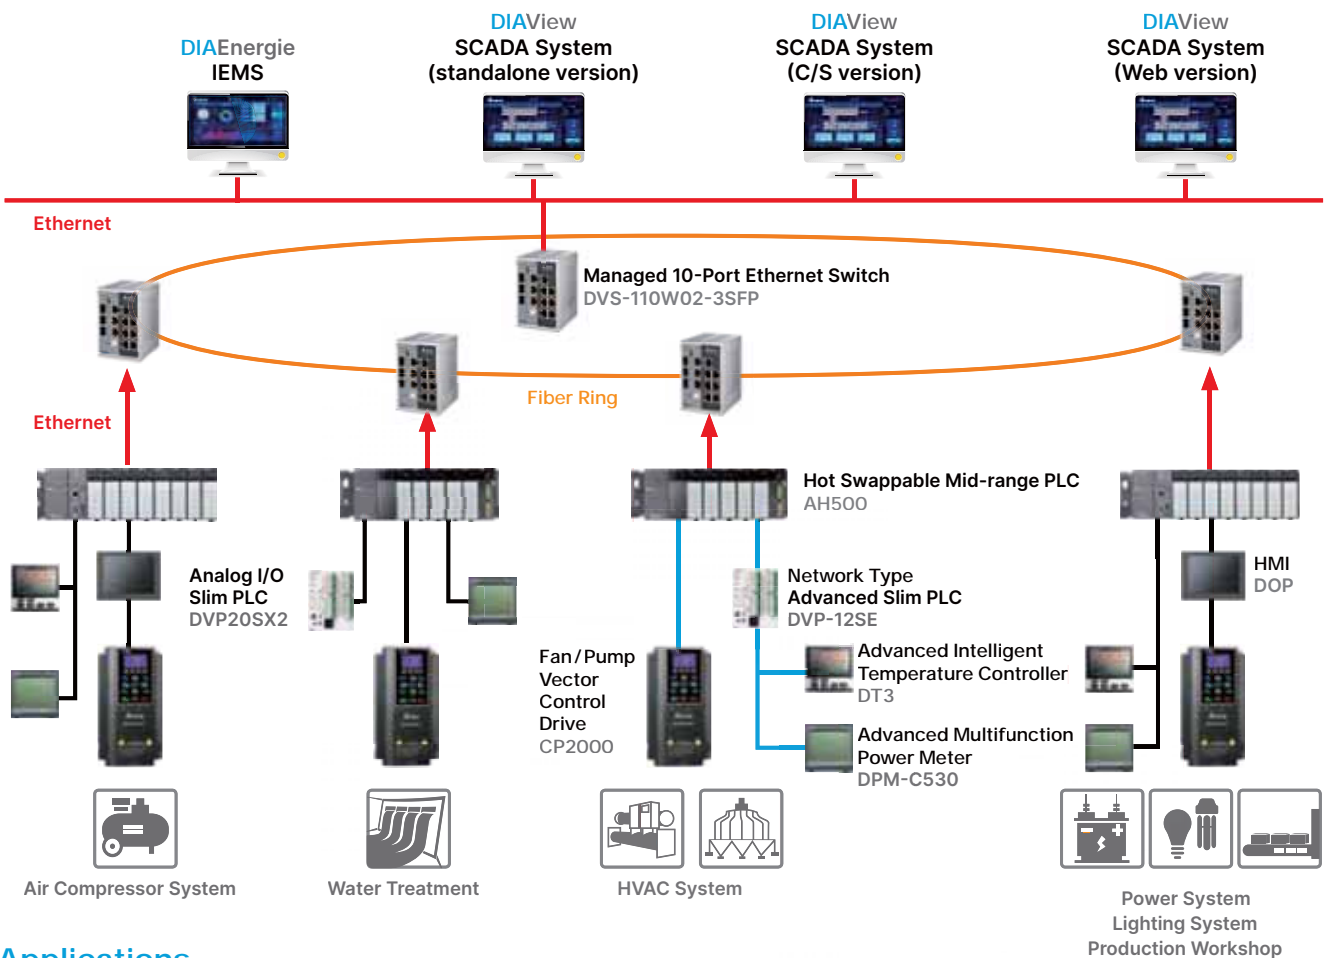 DIAEnergie
IEMS
DIAView
SCADA System
(standalone version)
DIAView
SCADA System
(C/S version)
DIAView
SCADA System
(Web version)
Ethernet
Managed 10-Port Ethernet Switch
DVS-110W02-3SFP
Fiber Ring
Ethernet
Hot Swappable Mid-range PLC
AH500
Analog I/O
Slim PLC
DVP20SX2
Network Type
Advanced Slim PLC
DVP-12SE
HMI
DOP
Fan/Pump
Vector
Control
Drive
CP2000
Advanced Intelligent
Temperature Controller
DT3
Advanced Multifunction
Power Meter
DPM-C530
Air Compressor System
Water Treatment
HVAC System
Power System
Lighting System
Production Workshop
Applications